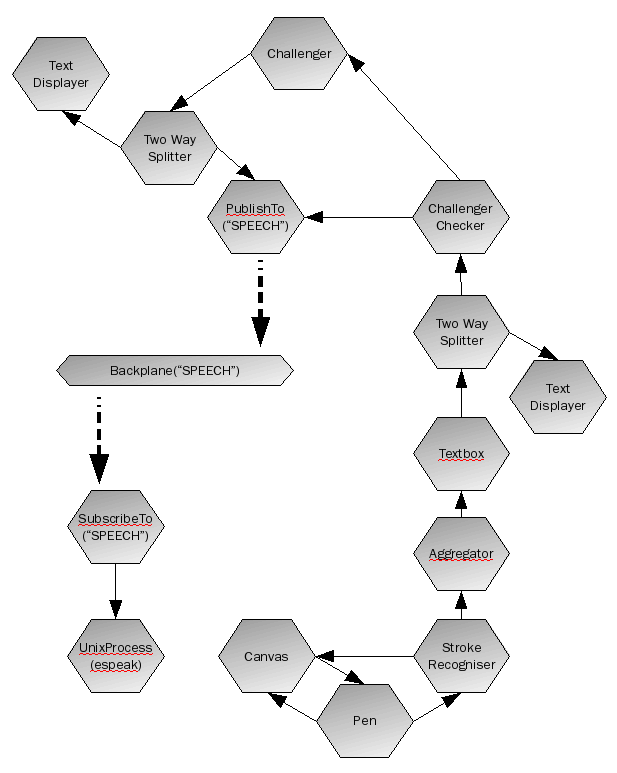 Challenger
Text
Displayer
Two Way
Splitter
PublishTo
(“SPEECH”)
Challenger
Checker
Two Way
Splitter
Backplane(“SPEECH”)
Text
Displayer
Textbox
SubscribeTo
(“SPEECH”)
Aggregator
UnixProcess
(espeak)
Canvas
Stroke
Recogniser
Pen